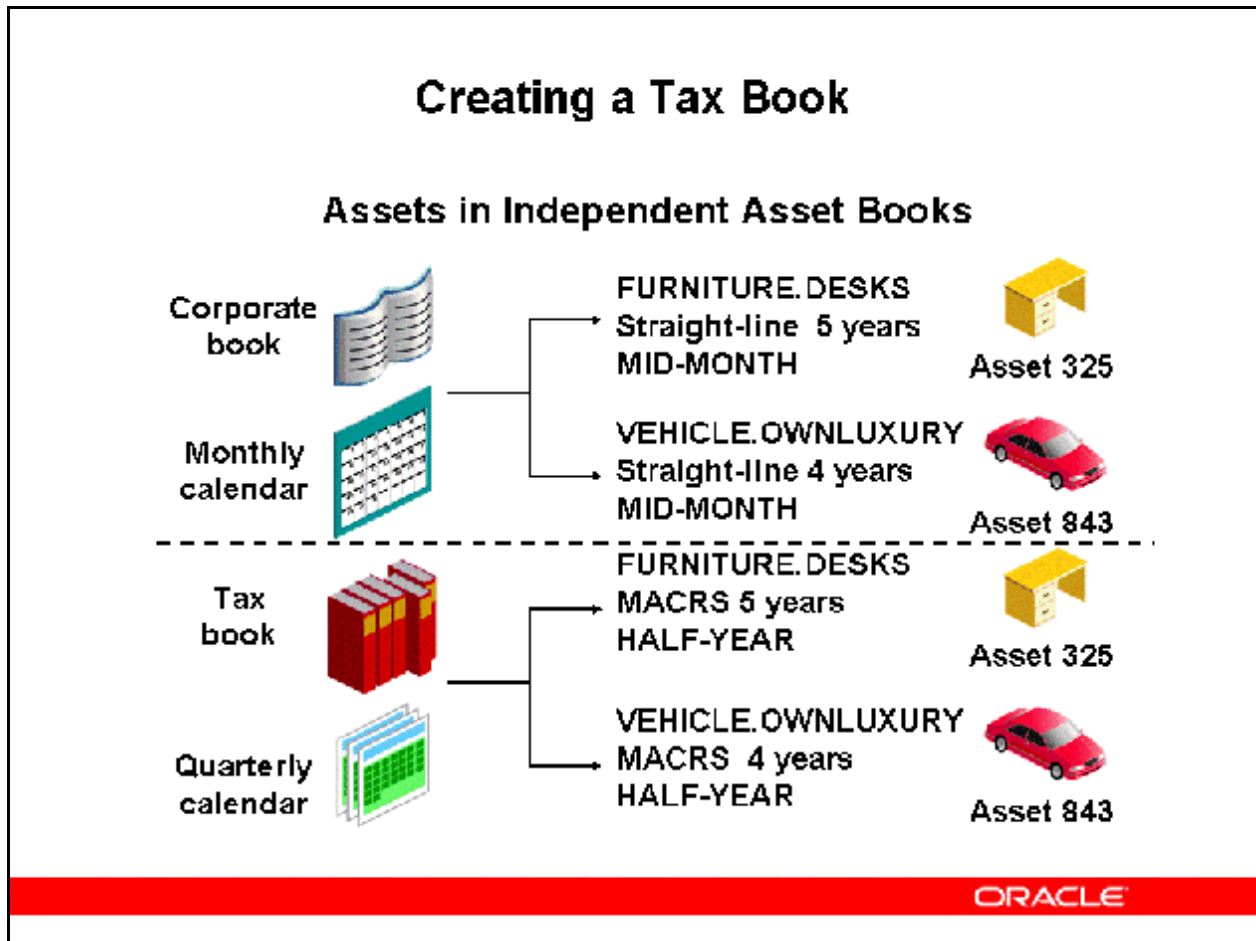 Creating a Tax Book
Assets in Independent Asset Books
Corporate
book
FURNITURE.DESKS
Straight-line 5 years
MID-MONTH
Asset 325
Monthly
calendar
VEHICLE.OWNLUXURY
Straight-line 4 years
MID-MONTH
Asset 843
Tax
book
FURNITURE.DESKS
MACRS 5 years
HALF-YEAR
Asset 325
Quarterly
calendar
VEHICLE.OWNLUXURY
MACRS 4 years
HALF-YEAR
Asset 843
ORACLE